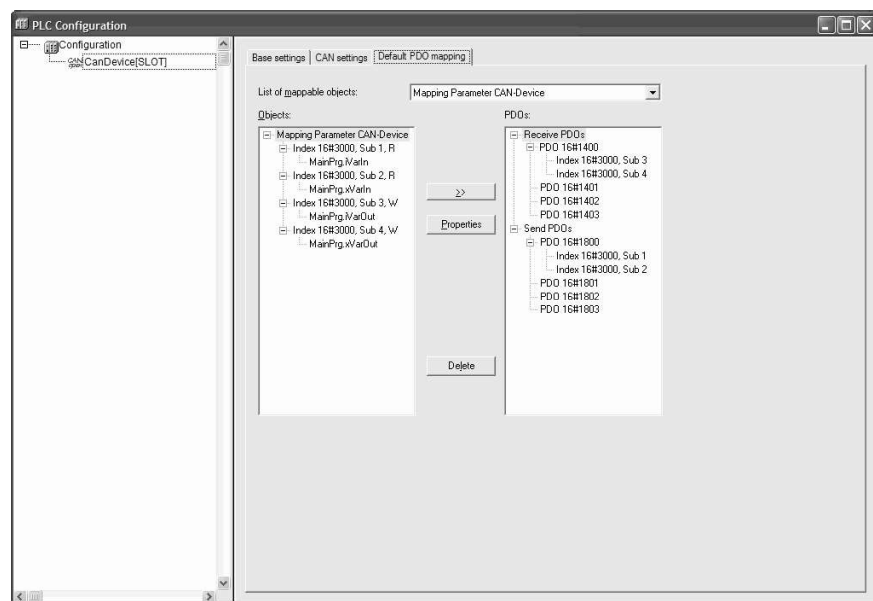 PLC Configuration
Configuration
CanDevice[SLOT]
Base settings
CAN settings
Default PDO mapping
List of mappable objects:
Mapping Parameter CAN-Device
Objects:
Mapping Parameter CAN-Device
Index 16#3000, Sub 1, R
MainPrg.iVarIn
Index 16#3000, Sub 2, R
MainPrg.xVarIn
Index 16#3000, Sub 3, W
MainPrg.iVarOut
Index 16#3000, Sub 4, W
MainPrg.xVarOut
>>
Properties
Delete
PDOs:
Receive PDOs
PDO 16#1400
Index 16#3000, Sub 3
Index 16#3000, Sub 4
PDO 16#1401
PDO 16#1402
PDO 16#1403
Send PDOs
PDO 16#1800
Index 16#3000, Sub 1
Index 16#3000, Sub 2
PDO 16#1801
PDO 16#1802
PDO 16#1803